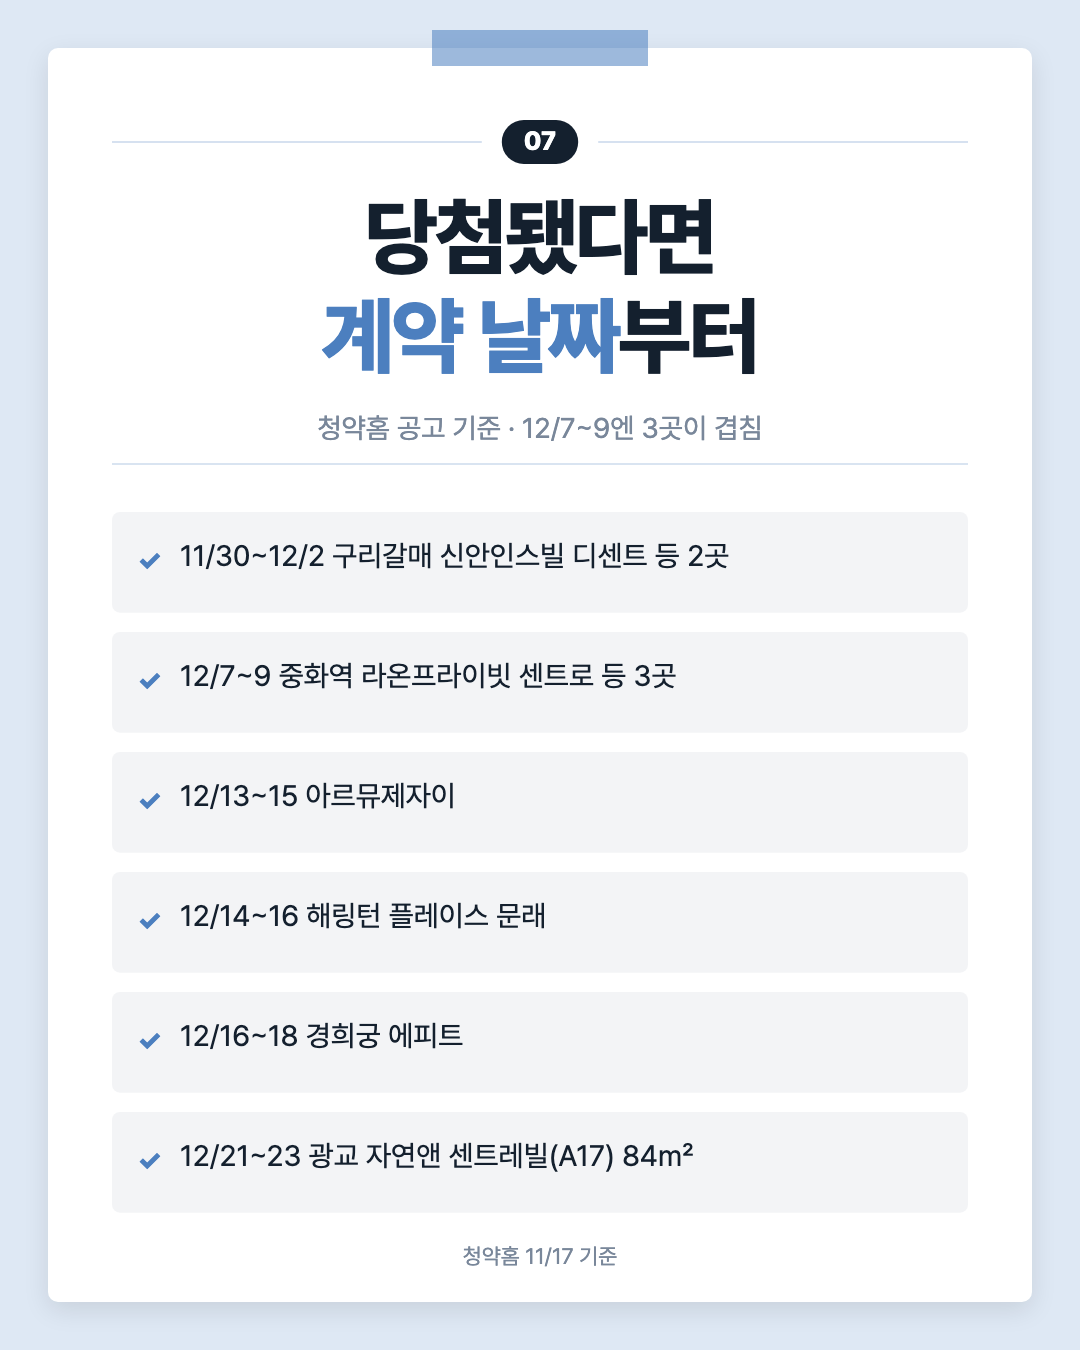 07
당첨됐다면
계약 날짜부터
청약홈 공고 기준 · 12/7~9엔 3곳이 겹침
11/30~12/2 구리갈매 신안인스빌 디센트 등 2곳
12/7~9 중화역 라온프라이빗 센트로 등 3곳
12/13~15 아르뮤제자이
12/14~16 해링턴 플레이스 문래
12/16~18 경희궁 에피트
12/21~23 광교 자연앤 센트레빌(A17) 84m²
청약홈 11/17 기준